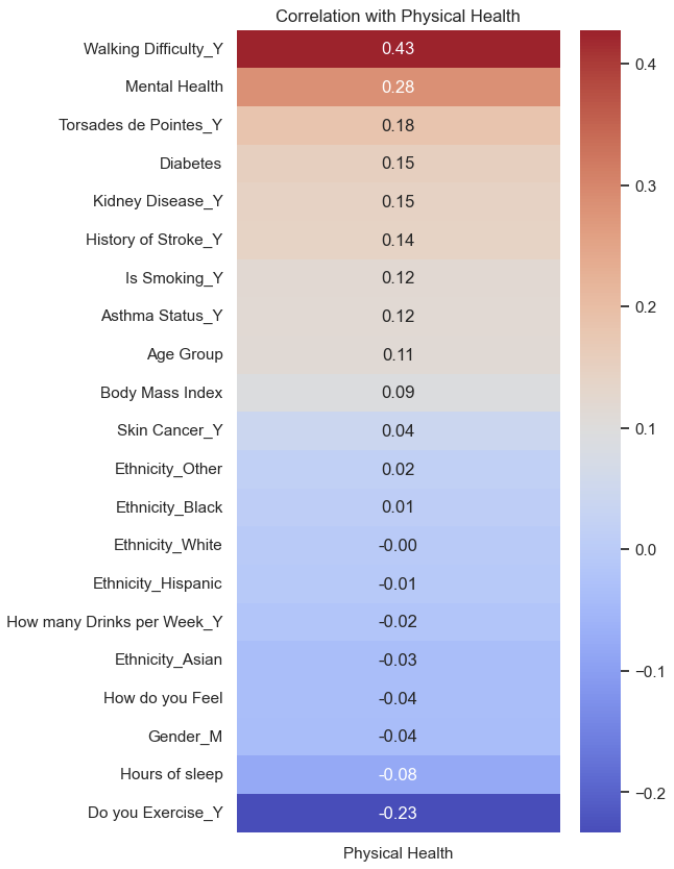 Correlation with Physical Health
Walking Difficulty_Y 0.43
Mental Health 0.28
Torsades de Pointes_Y 0.18
Diabetes 0.15
Kidney Disease_Y 0.15
History of Stroke_Y 0.14
Is Smoking_Y 0.12
Asthma Status_Y 0.12
Age Group 0.11
Body Mass Index 0.09
Skin Cancer_Y 0.04
Ethnicity_Other 0.02
Ethnicity_Black 0.01
Ethnicity_White -0.00
Ethnicity_Hispanic -0.01
How many Drinks per Week_Y -0.02
Ethnicity_Asian -0.03
How do you Feel -0.04
Gender_M -0.04
Hours of sleep -0.08
Do you Exercise_Y -0.23
Physical Health
0.4
0.3
0.2
0.1
0.0
−0.1
−0.2